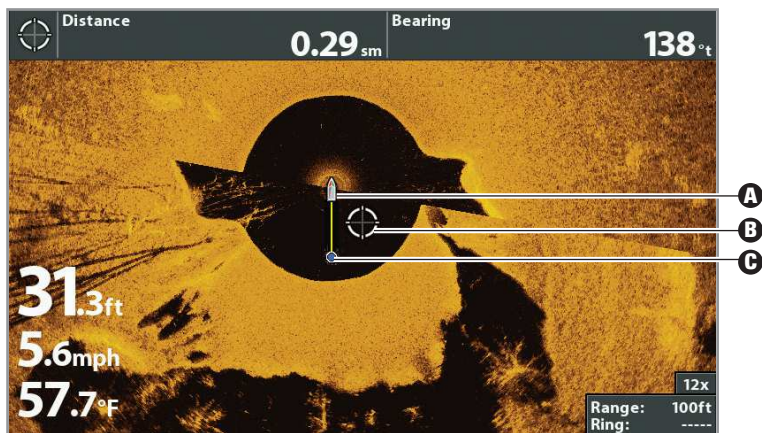 Distance
0.29 sm
Bearing
138 °t
A
B
C
31.3ft
5.6mph
57.7°F
12x
Range: 100ft
Ring: -----